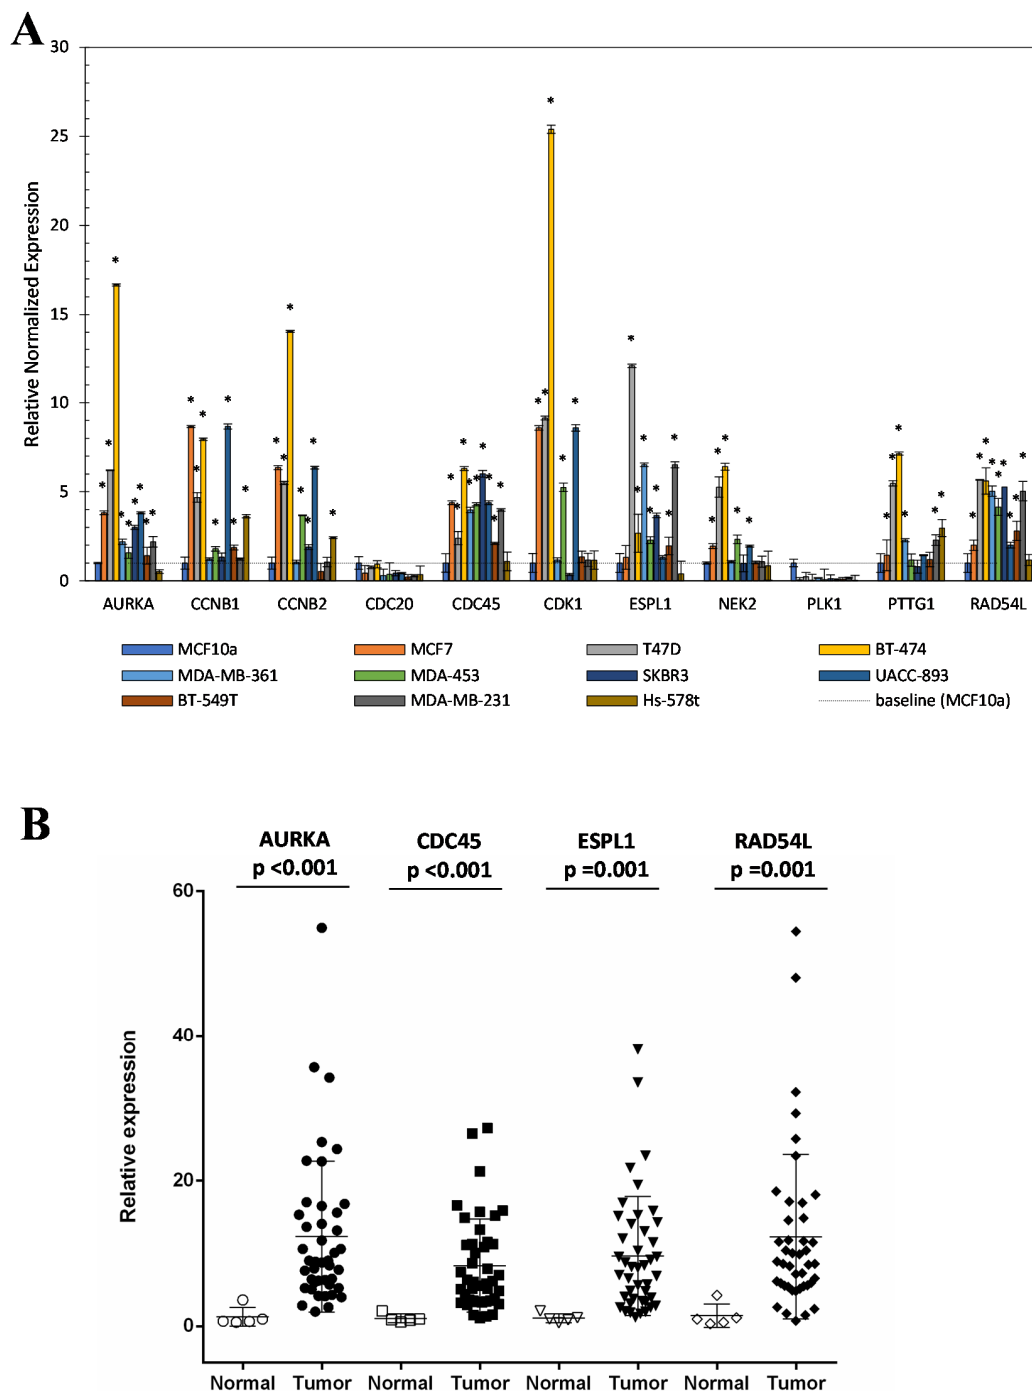 A
30
25
20
15
10
5
0
Relative Normalized Expression
AURKA CCNB1 CCNB2 CDC20 CDC45 CDK1 ESPL1 NEK2 PLK1 PTTG1 RAD54L
MCF10a MCF7 T47D BT-474
MDA-MB-361 MDA-453 SKBR3 UACC-893
BT-549T MDA-MB-231 Hs-578t baseline (MCF10a)
B
AURKA CDC45 ESPL1 RAD54L
p <0.001 p <0.001 p =0.001 p =0.001
60
40
20
0
Relative expression
Normal Tumor Normal Tumor Normal Tumor Normal Tumor